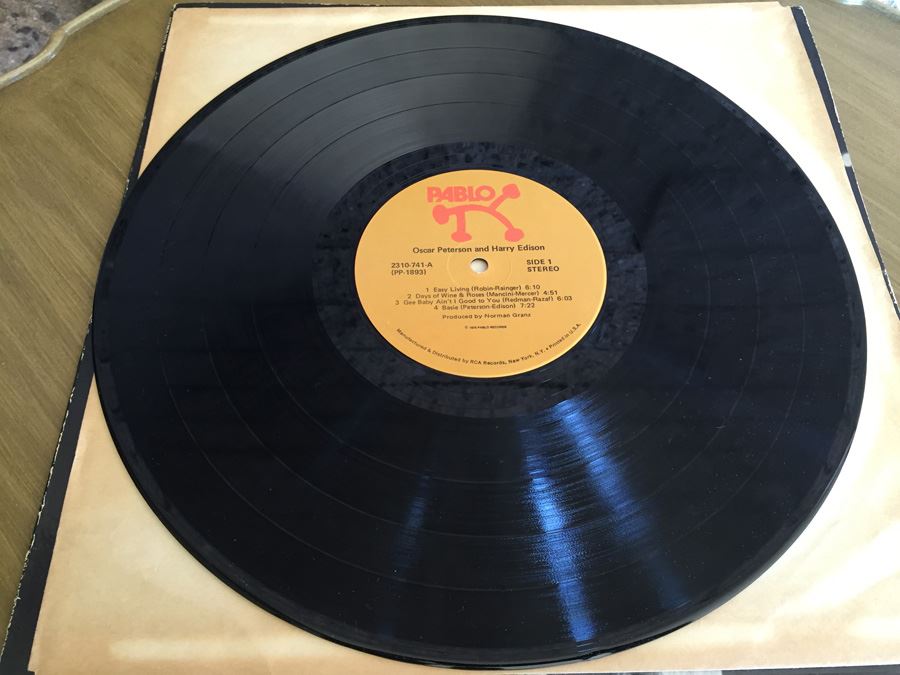 PABLO
Oscar Peterson and Harry Edison
2310-741-A
(PP-1893)
SIDE 1
STEREO
1 Easy Living (Robin-Rainger) 6:10
2 Days of Wine & Roses (Mancini-Mercer) 4:51
3 Gee Baby Ain't I Good to You (Redman-Razaf) 6:03
4 Basie (Peterson-Edison) 7:22
Produced by Norman Granz
PABLO RECORDS
Manufactured & Distributed by RCA Records, New York, N.Y. • Printed in U.S.A.